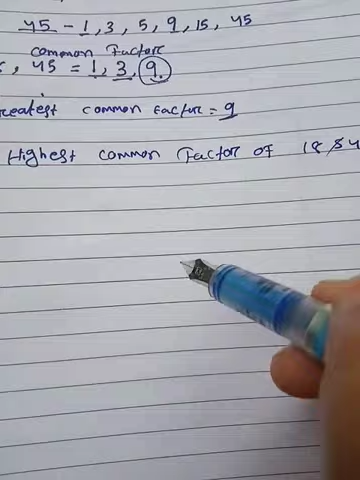 45 - 1, 3, 5, 9, 15, 45
common Factor
, 45 = 1, 3, 9.
reatest common factor = 9
Highest common Factor of 18